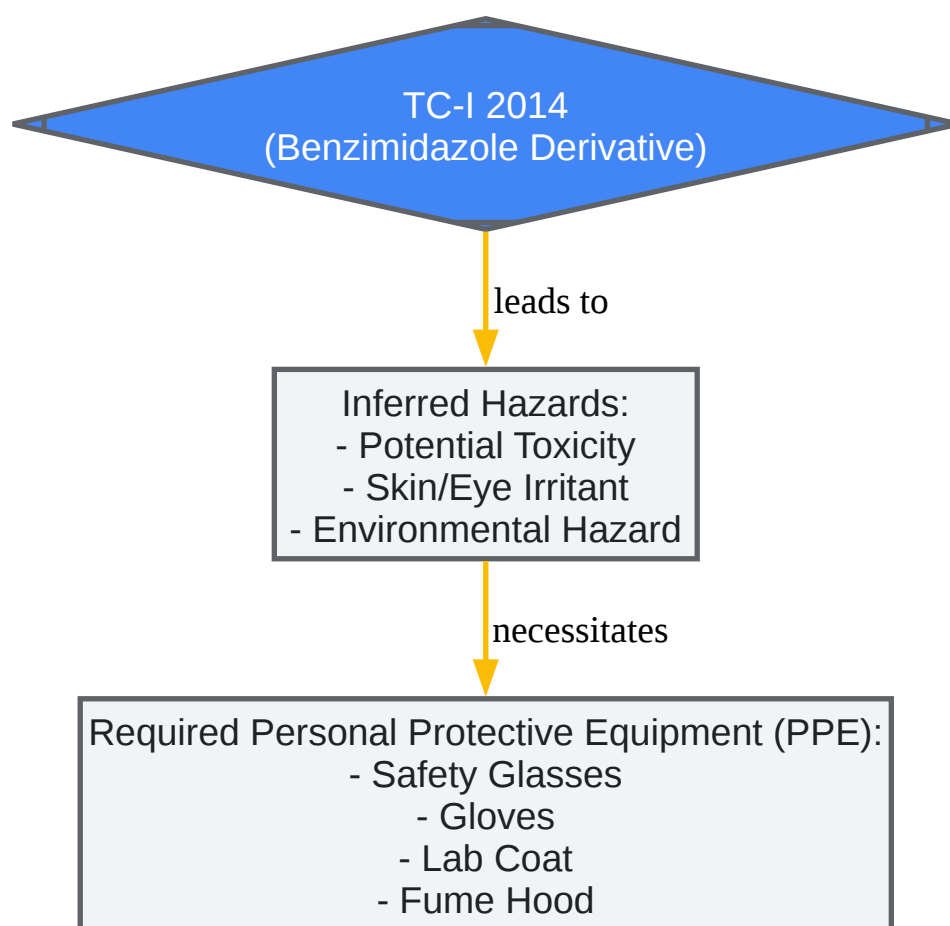 TC-I 2014
(Benzimidazole Derivative)
leads to
Inferred Hazards:
- Potential Toxicity
- Skin/Eye Irritant
- Environmental Hazard
necessitates
Required Personal Protective Equipment (PPE):
- Safety Glasses
- Gloves
- Lab Coat
- Fume Hood